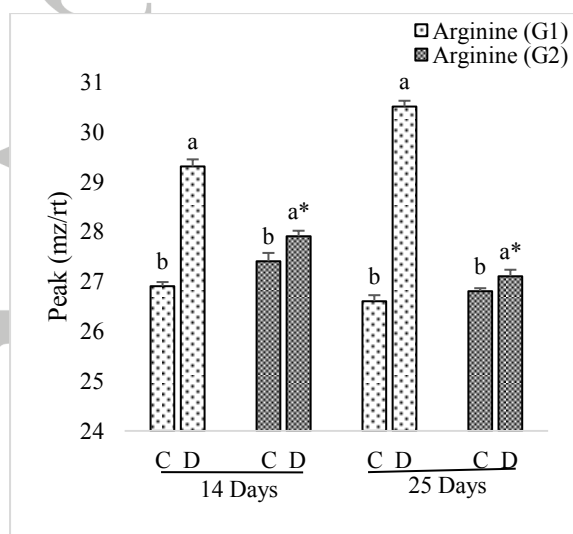 Arginine (G1)
Arginine (G2)
31
30
29
28
27
26
25
24
Peak (mz/rt)
b
a
b
a*
b
a
b
a*
C D C D C D C D
14 Days 25 Days